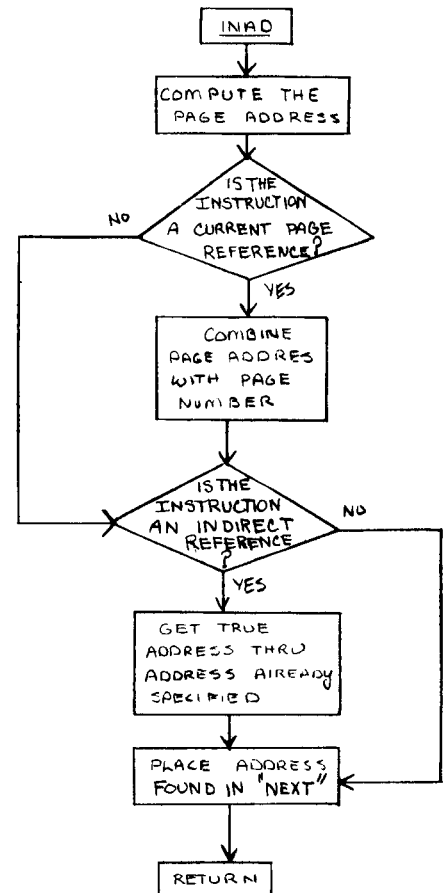 INAD
COMPUTE THE
PAGE ADDRESS
IS THE
INSTRUCTION
A CURRENT PAGE
REFERENCE?
NO
YES
COMBINE
PAGE ADDRES
WITH PAGE
NUMBER
IS THE
INSTRUCTION
AN INDIRECT
REFERENCE
?
NO
YES
GET TRUE
ADDRESS THRU
ADDRESS AlREADY
SPECIFIED
PLACE ADDRESS
FOUND IN "NEXT"
RETURN